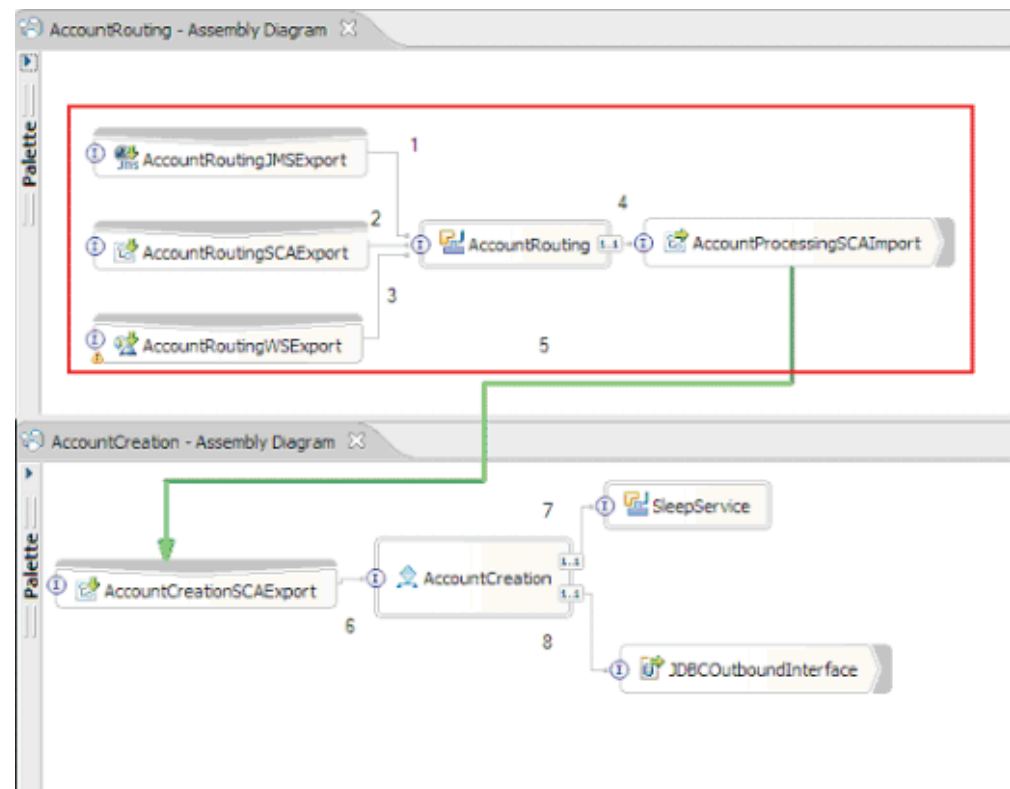 AccountRouting - Assembly Diagram
Palette
1
AccountRoutingJMSExport
2
4
AccountRoutingSCAExport
AccountRouting
1..1
AccountProcessingSCAImport
3
AccountRoutingWSExport
5
AccountCreation - Assembly Diagram
Palette
7
SleepService
1..1
AccountCreation
AccountCreationSCAExport
1..1
6
8
JDBCOutboundInterface